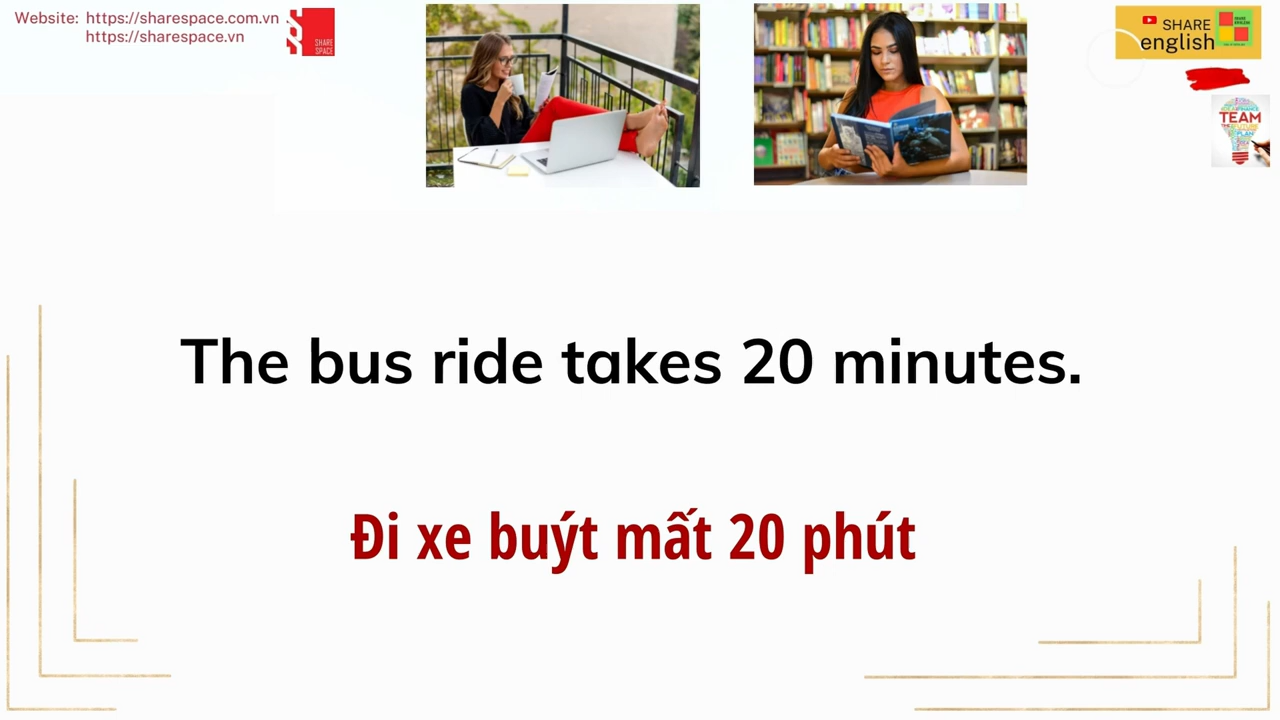 Website: https://sharespace.com.vn
https://sharespace.vn
SHARE
SPACE
SHARE
english
TEAM
PLAN
The bus ride takes 20 minutes.
Đi xe buýt mất 20 phút